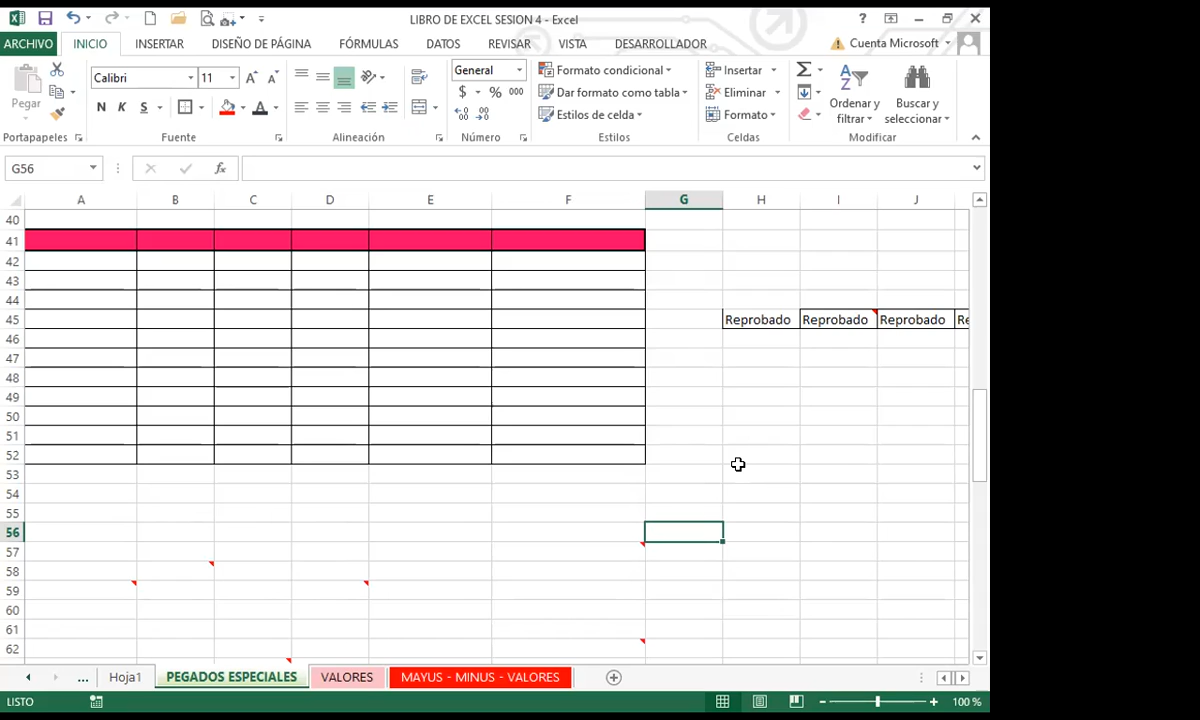 LIBRO DE EXCEL SESION 4 - Excel
ARCHIVO INICIO INSERTAR DISEÑO DE PÁGINA FÓRMULAS DATOS REVISAR VISTA DESARROLLADOR Cuenta Microsoft
Calibri 11 General Formato condicional Insertar
Pegar Dar formato como tabla Eliminar Ordenar y filtrar Buscar y seleccionar
N K S $ % 000 Estilos de celda Formato
Portapapeles Fuente Alineación Número Estilos Celdas Modificar
G56 fx
A B C D E F G H I J
40
41
42
43
44
45 Reprobado Reprobado Reprobado Re
46
47
48
49
50
51
52
53
54
55
56
57
58
59
60
61
62
... Hoja1 PEGADOS ESPECIALES VALORES MAYUS - MINUS - VALORES
LISTO 100 %